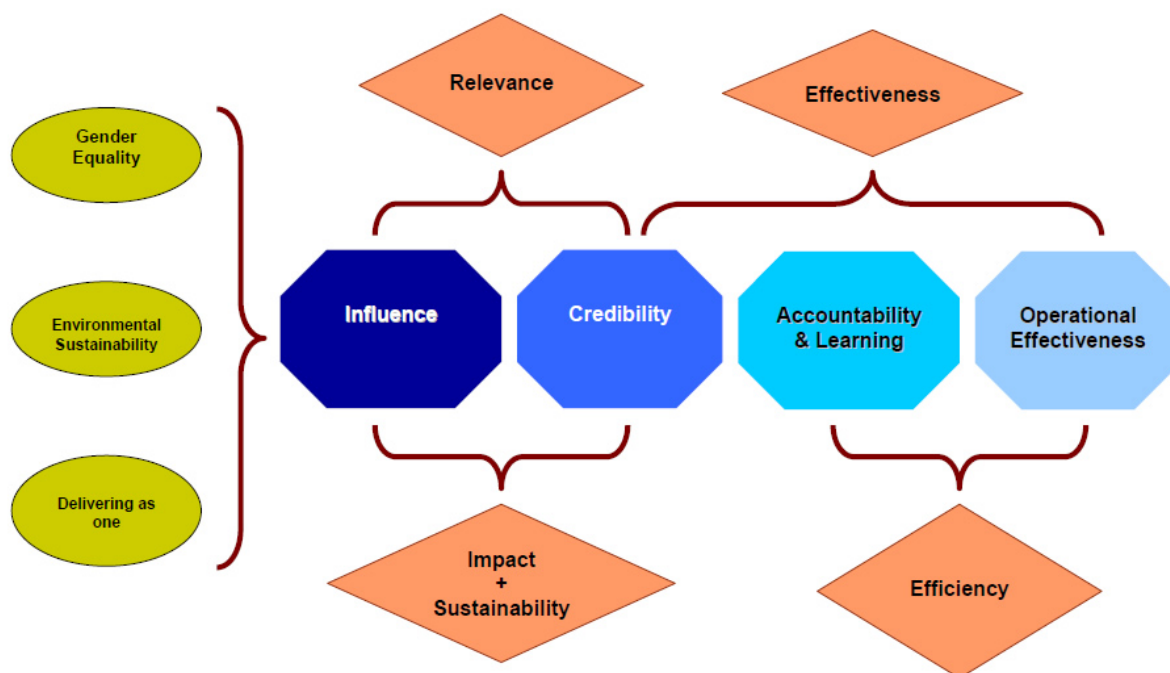 Relevance
Effectiveness
Gender
Equality
Environmental
Sustainability
Delivering as
one
Influence
Credibility
Accountability
& Learning
Operational
Effectiveness
Impact
+
Sustainability
Efficiency